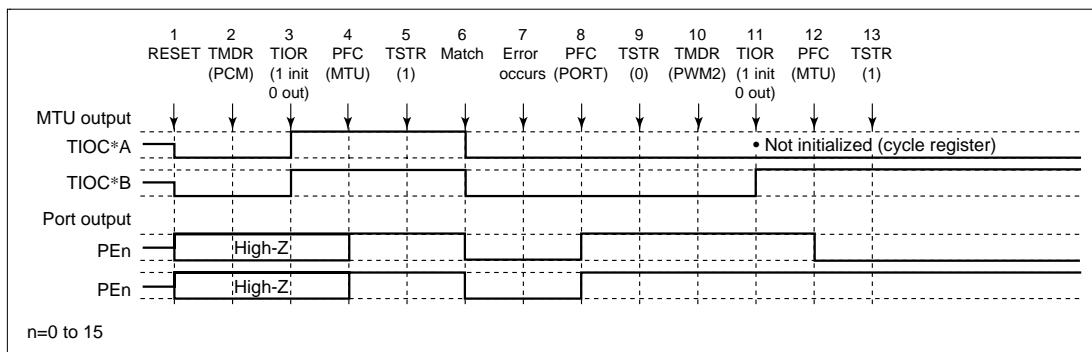 1 2 3 4 5 6 7 8 9 10 11 12 13
RESET TMDR TIOR PFC TSTR Match Error PFC TSTR TMDR TIOR PFC TSTR
(PCM) (1 init (MTU) (1) occurs (PORT) (0) (PWM2) (1 init (MTU) (1)
0 out) 0 out)
MTU output
TIOC*A • Not initialized (cycle register)
TIOC*B
Port output
PEn High-Z
PEn High-Z
n=0 to 15